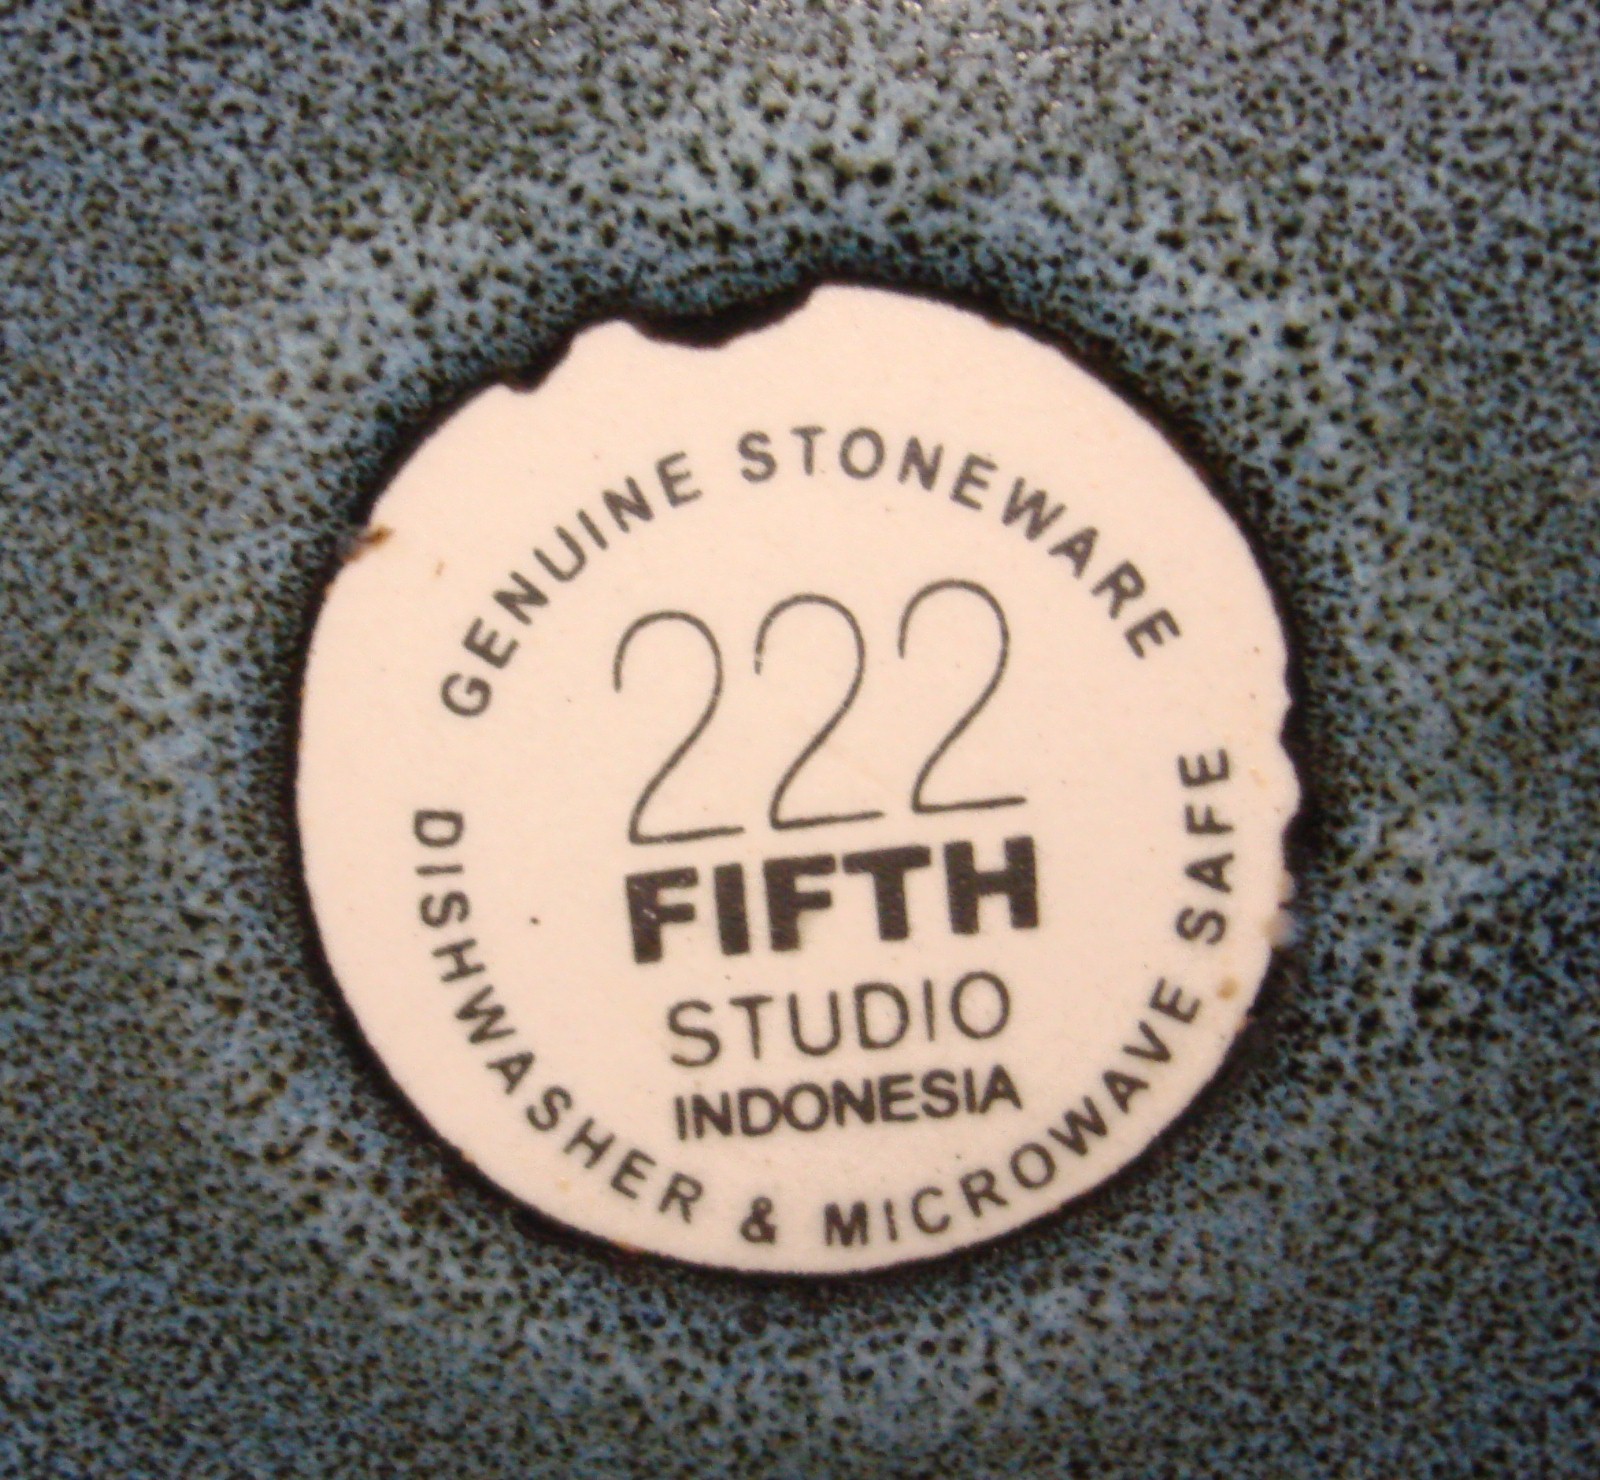 GENUINE STONEWARE
222
FIFTH
STUDIO
INDONESIA
DISHWASHER & MICROWAVE SAFE